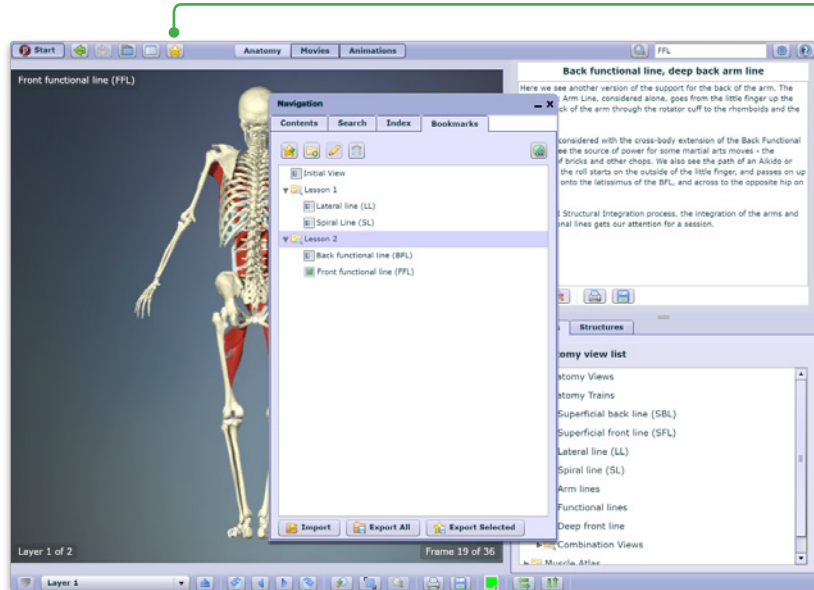 Start
Anatomy
Movies
Animations
FFL
Front functional line (FFL)
Navigation
Contents
Search
Index
Bookmarks
Initial View
Lesson 1
Lateral line (LL)
Spiral Line (SL)
Lesson 2
Back functional line (BFL)
Front functional line (FFL)
Import
Export All
Export Selected
Back functional line, deep back arm line
Here we see another version of the support for the back of the arm. The
Arm Line, considered alone, goes from the little finger up the
ck of the arm through the rotator cuff to the rhomboids and the
considered with the cross-body extension of the Back Functional
ee the source of power for some martial arts moves – the
f bricks and other chops. We also see the path of an Aikido or
the roll starts on the outside of the little finger, and passes on up
onto the latissimus of the BFL, and across to the opposite hip on
l Structural Integration process, the integration of the arms and
onal lines gets our attention for a session.
Structures
omy view list
atomy Views
atomy Trains
Superficial back line (SBL)
Superficial front line (SFL)
Lateral line (LL)
Spiral line (SL)
Arm lines
Functional lines
Deep front line
Combination Views
Muscle Atlas
Layer 1 of 2
Frame 19 of 36
Layer 1